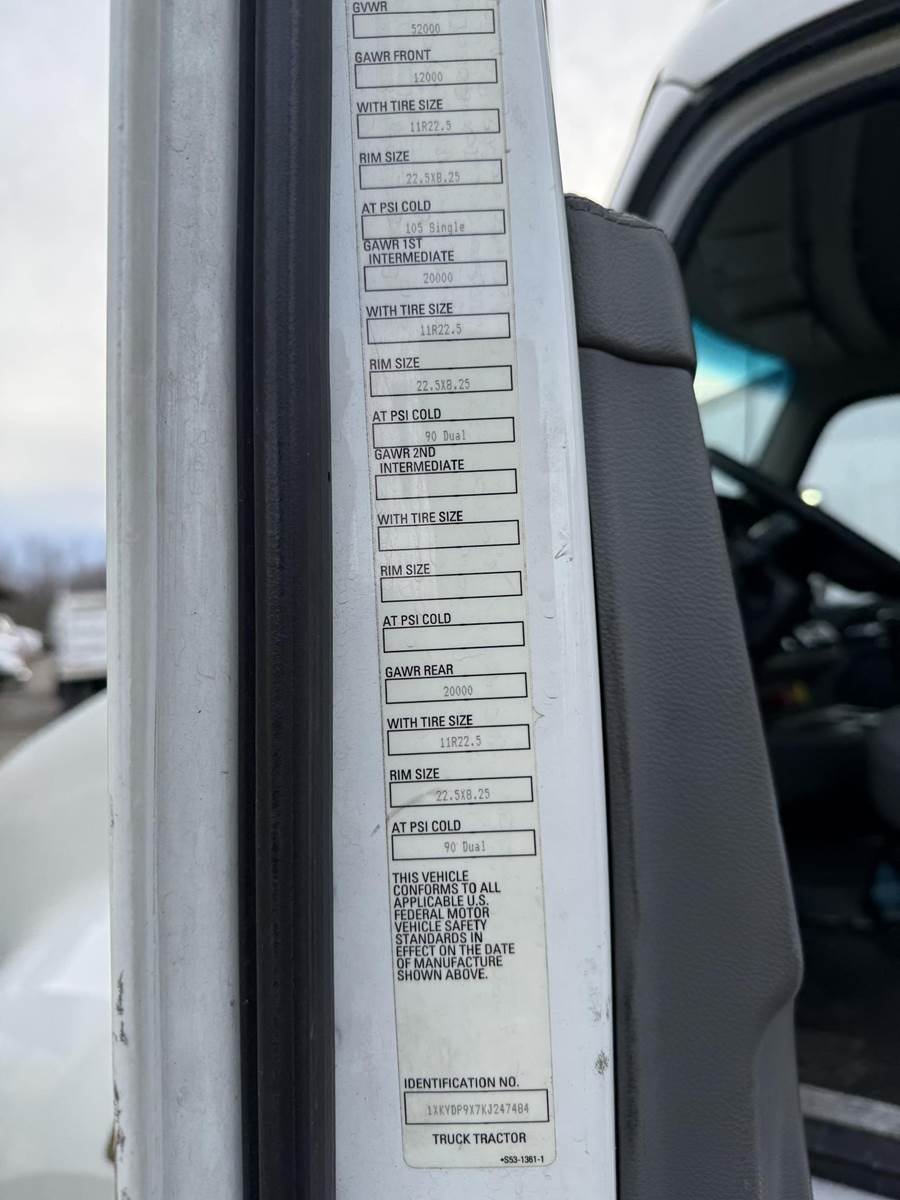 GVWR
52000
GAWR FRONT
12000
WITH TIRE SIZE
11R22.5
RIM SIZE
22.5X8.25
AT PSI COLD
105 Single
GAWR 1ST
INTERMEDIATE
20000
WITH TIRE SIZE
11R22.5
RIM SIZE
22.5X8.25
AT PSI COLD
90 Dual
GAWR 2ND
INTERMEDIATE
WITH TIRE SIZE
RIM SIZE
AT PSI COLD
GAWR REAR
20000
WITH TIRE SIZE
11R22.5
RIM SIZE
22.5X8.25
AT PSI COLD
90 Dual
THIS VEHICLE
CONFORMS TO ALL
APPLICABLE U.S.
FEDERAL MOTOR
VEHICLE SAFETY
STANDARDS IN
EFFECT ON THE DATE
OF MANUFACTURE
SHOWN ABOVE.
IDENTIFICATION NO.
1XKYDP9X7KJ247484
TRUCK TRACTOR
•S53-1361-1